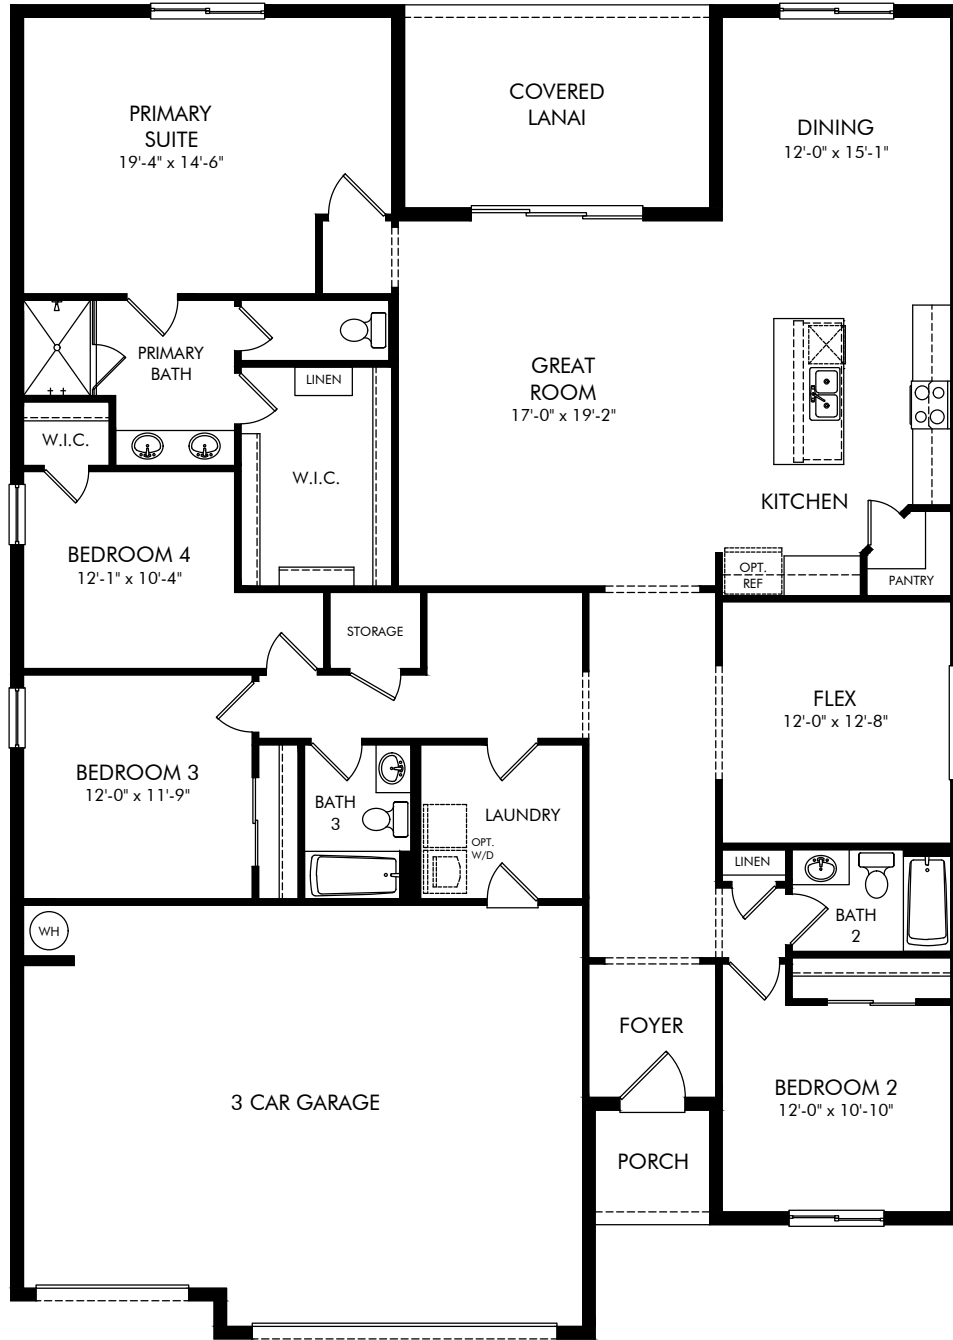 PRIMARY
SUITE
19'-4" x 14'-6"
COVERED
LANAI
DINING
12'-0" x 15'-1"
PRIMARY
BATH
LINEN
GREAT
ROOM
17'-0" x 19'-2"
W.I.C.
W.I.C.
KITCHEN
BEDROOM 4
12'-1" x 10'-4"
OPT.
REF
PANTRY
STORAGE
FLEX
12'-0" x 12'-8"
BEDROOM 3
12'-0" x 11'-9"
BATH
3
LAUNDRY
OPT.
W/D
LINEN
BATH
2
WH
FOYER
3 CAR GARAGE
BEDROOM 2
12'-0" x 10'-10"
PORCH